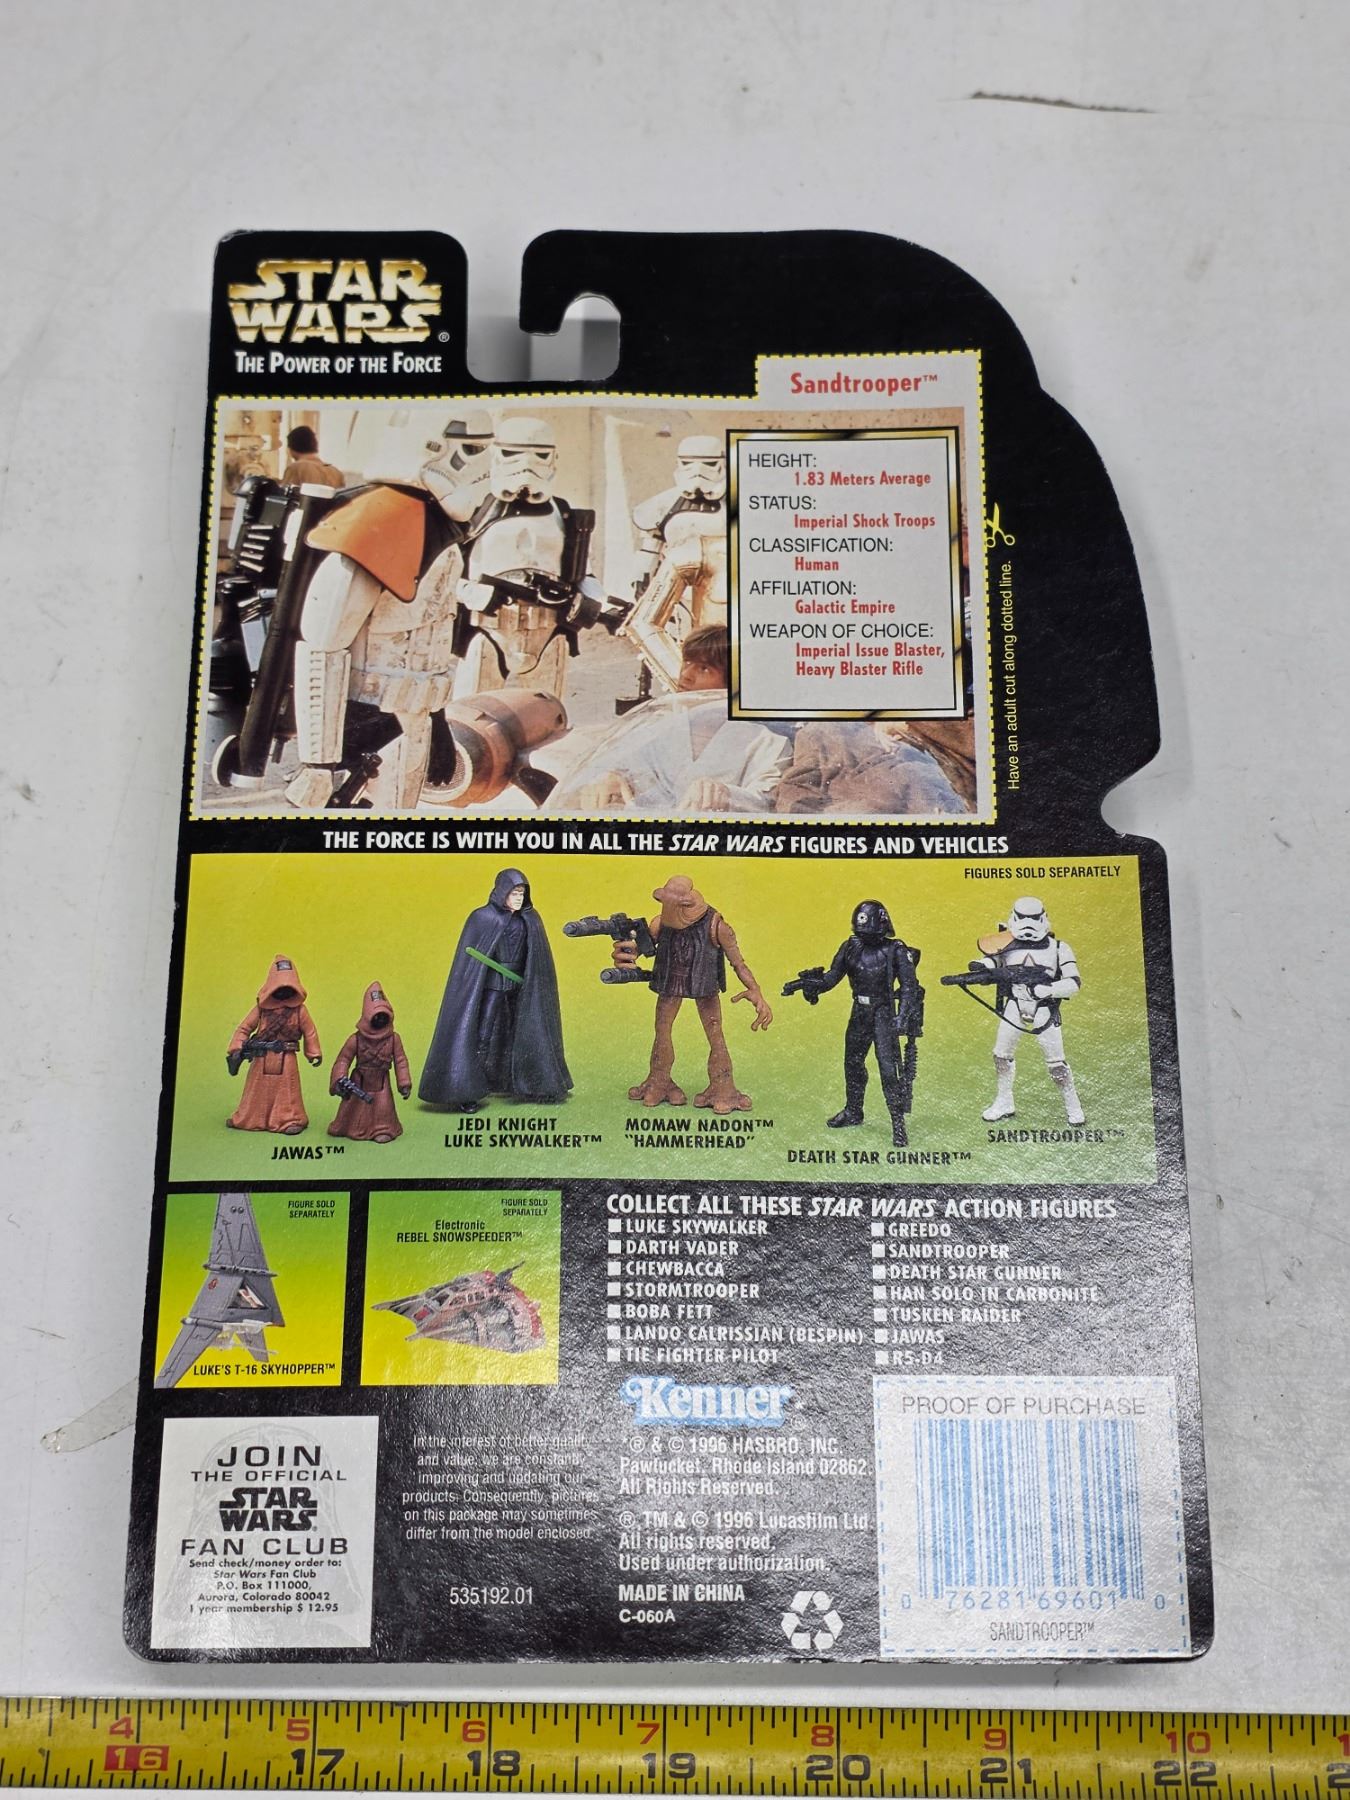 STAR
WARS®
THE POWER OF THE FORCE
Sandtrooper™
HEIGHT:
1.83 Meters Average
STATUS:
Imperial Shock Troops
CLASSIFICATION:
Human
AFFILIATION:
Galactic Empire
WEAPON OF CHOICE:
Imperial Issue Blaster,
Heavy Blaster Rifle
Have an adult cut along dotted line.
THE FORCE IS WITH YOU IN ALL THE STAR WARS FIGURES AND VEHICLES
FIGURES SOLD SEPARATELY
JAWAS™
JEDI KNIGHT
LUKE SKYWALKER™
MOMAW NADON™
"HAMMERHEAD"
DEATH STAR GUNNER™
SANDTROOPER™
FIGURE SOLD
SEPARATELY
LUKE'S T-16 SKYHOPPER™
FIGURE SOLD
SEPARATELY
Electronic
REBEL SNOWSPEEDER™
COLLECT ALL THESE STAR WARS ACTION FIGURES
LUKE SKYWALKER
DARTH VADER
CHEWBACCA
STORMTROOPER
BOBA FETT
LANDO CALRISSIAN (BESPIN)
TIE FIGHTER PILOT
GREEDO
SANDTROOPER
DEATH STAR GUNNER
HAN SOLO IN CARBONITE
TUSKEN RAIDER
JAWAS
R5-D4
JOIN
THE OFFICIAL
STAR
WARS®
FAN CLUB
Send check/money order to:
Star Wars Fan Club
P.O. Box 111000,
Aurora, Colorado 80042
1 year membership $ 12.95
In the interest of better quality
and value, we are constantly
improving and updating our
products. Consequently, pictures
on this package may sometimes
differ from the model enclosed.
535192.01
Kenner
*® & © 1996 HASBRO, INC.
Pawtucket, Rhode Island 02862.
All Rights Reserved.
®, TM & © 1996 Lucasfilm Ltd.
All rights reserved.
Used under authorization.
MADE IN CHINA
C-060A
PROOF OF PURCHASE
0 76281 69601 0
SANDTROOPER™
4 5 6 7 8 9 10 1
16 17 18 19 20 21 22 2